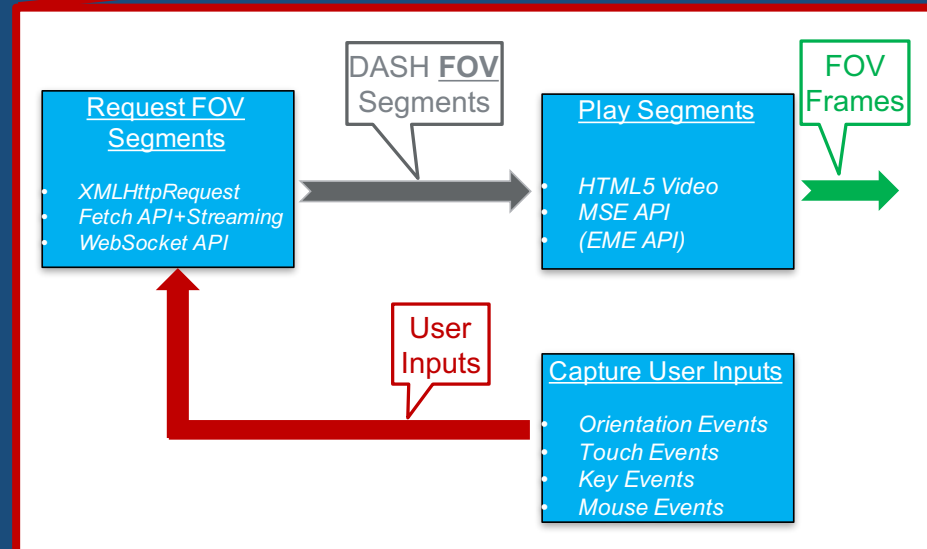 DASH FOV
Segments
FOV
Frames
Request FOV
Segments
• XMLHttpRequest
• Fetch API+Streaming
• WebSocket API
Play Segments
• HTML5 Video
• MSE API
• (EME API)
User
Inputs
Capture User Inputs
• Orientation Events
• Touch Events
• Key Events
• Mouse Events